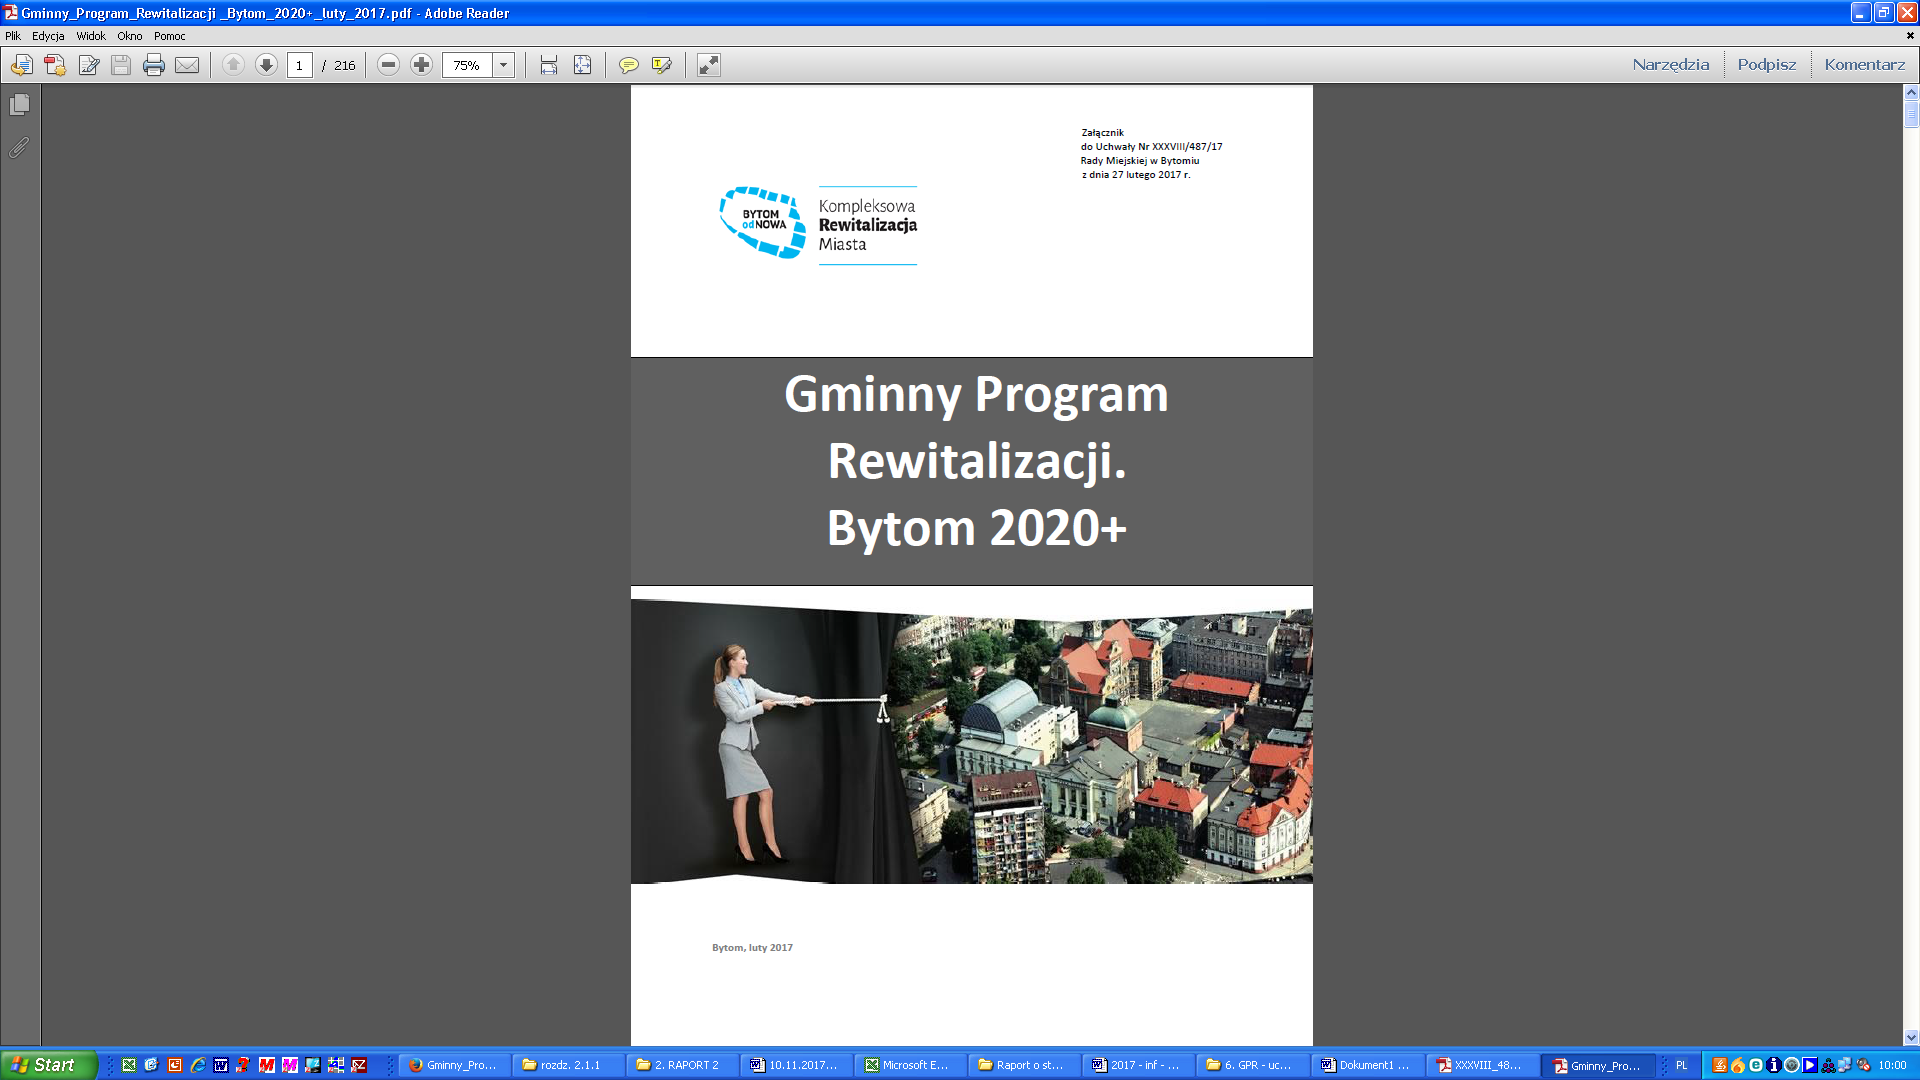 Gminny_Program_Rewitalizacji _Bytom_2020+_luty_2017.pdf - Adobe Reader
Plik Edycja Widok Okno Pomoc
1 / 216 75% Narzędzia Podpisz Komentarz
Załącznik
do Uchwały Nr XXXVIII/487/17
Rady Miejskiej w Bytomiu
z dnia 27 lutego 2017 r.
BYTOM
odNOWA
Kompleksowa
Rewitalizacja
Miasta
Gminny Program
Rewitalizacji.
Bytom 2020+
Bytom, luty 2017
Start Gminny_Pro... rozdz. 2.1.1 2. RAPORT 2 10.11.2017... Microsoft E... Raport o st... 2017 - inf - ... 6. GPR - uc... Dokument1 ... XXXVIII_48... Gminny_Pro... PL 10:00